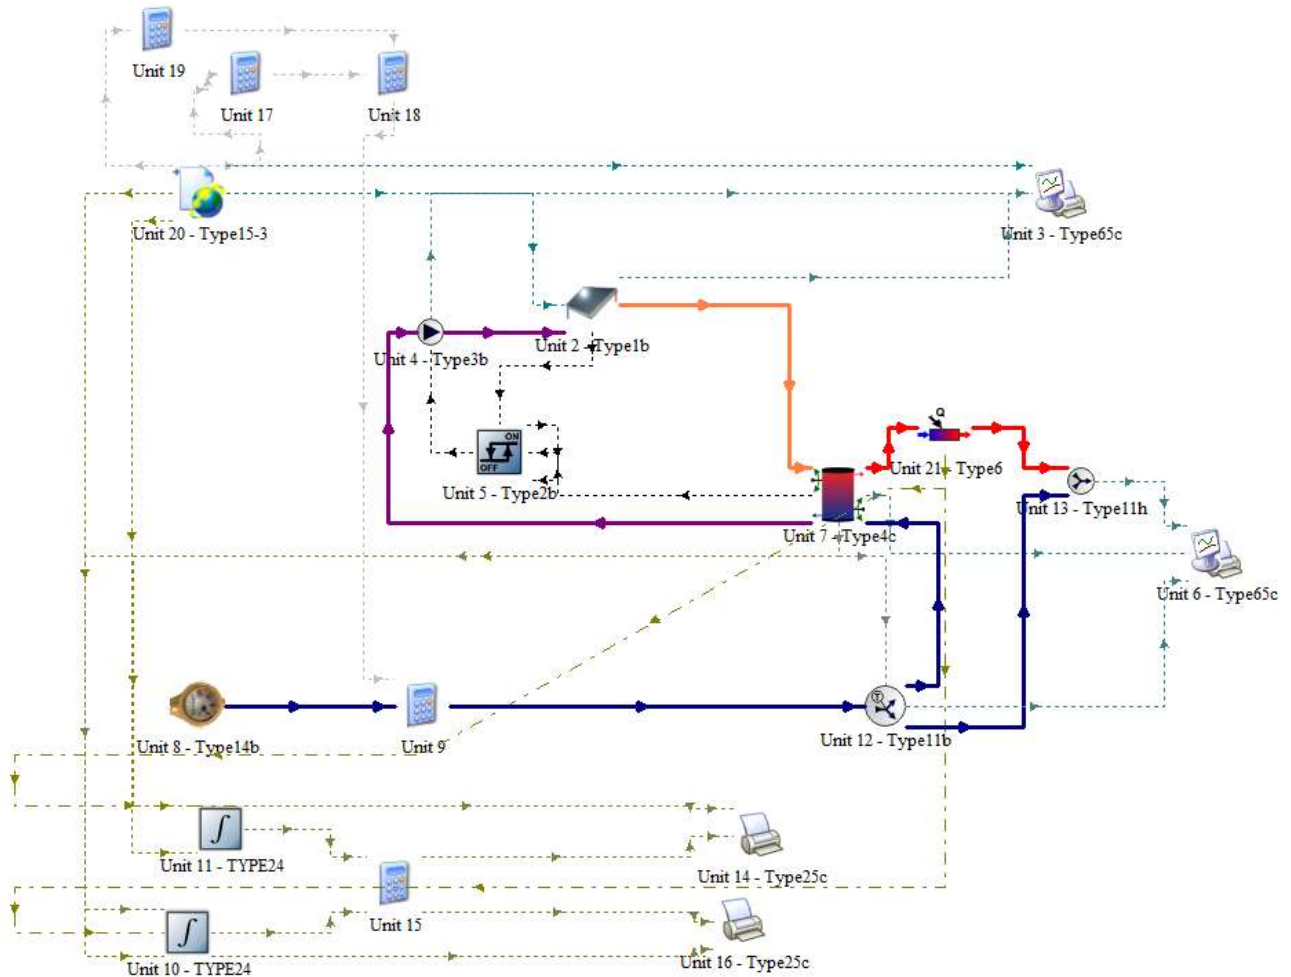 Unit 19
Unit 17
Unit 18
Unit 20 - Type15-3
Unit 3 - Type65c
Unit 4 - Type3b
Unit 2 - Type1b
Q
ON
OFF
Unit 21 - Type6
Unit 5 - Type2b
Unit 13 - Type11h
Unit 7 - Type4c
Unit 6 - Type65c
T
Unit 8 - Type14b
Unit 9
Unit 12 - Type11b
Unit 11 - TYPE24
Unit 14 - Type25c
Unit 15
Unit 10 - TYPE24
Unit 16 - Type25c